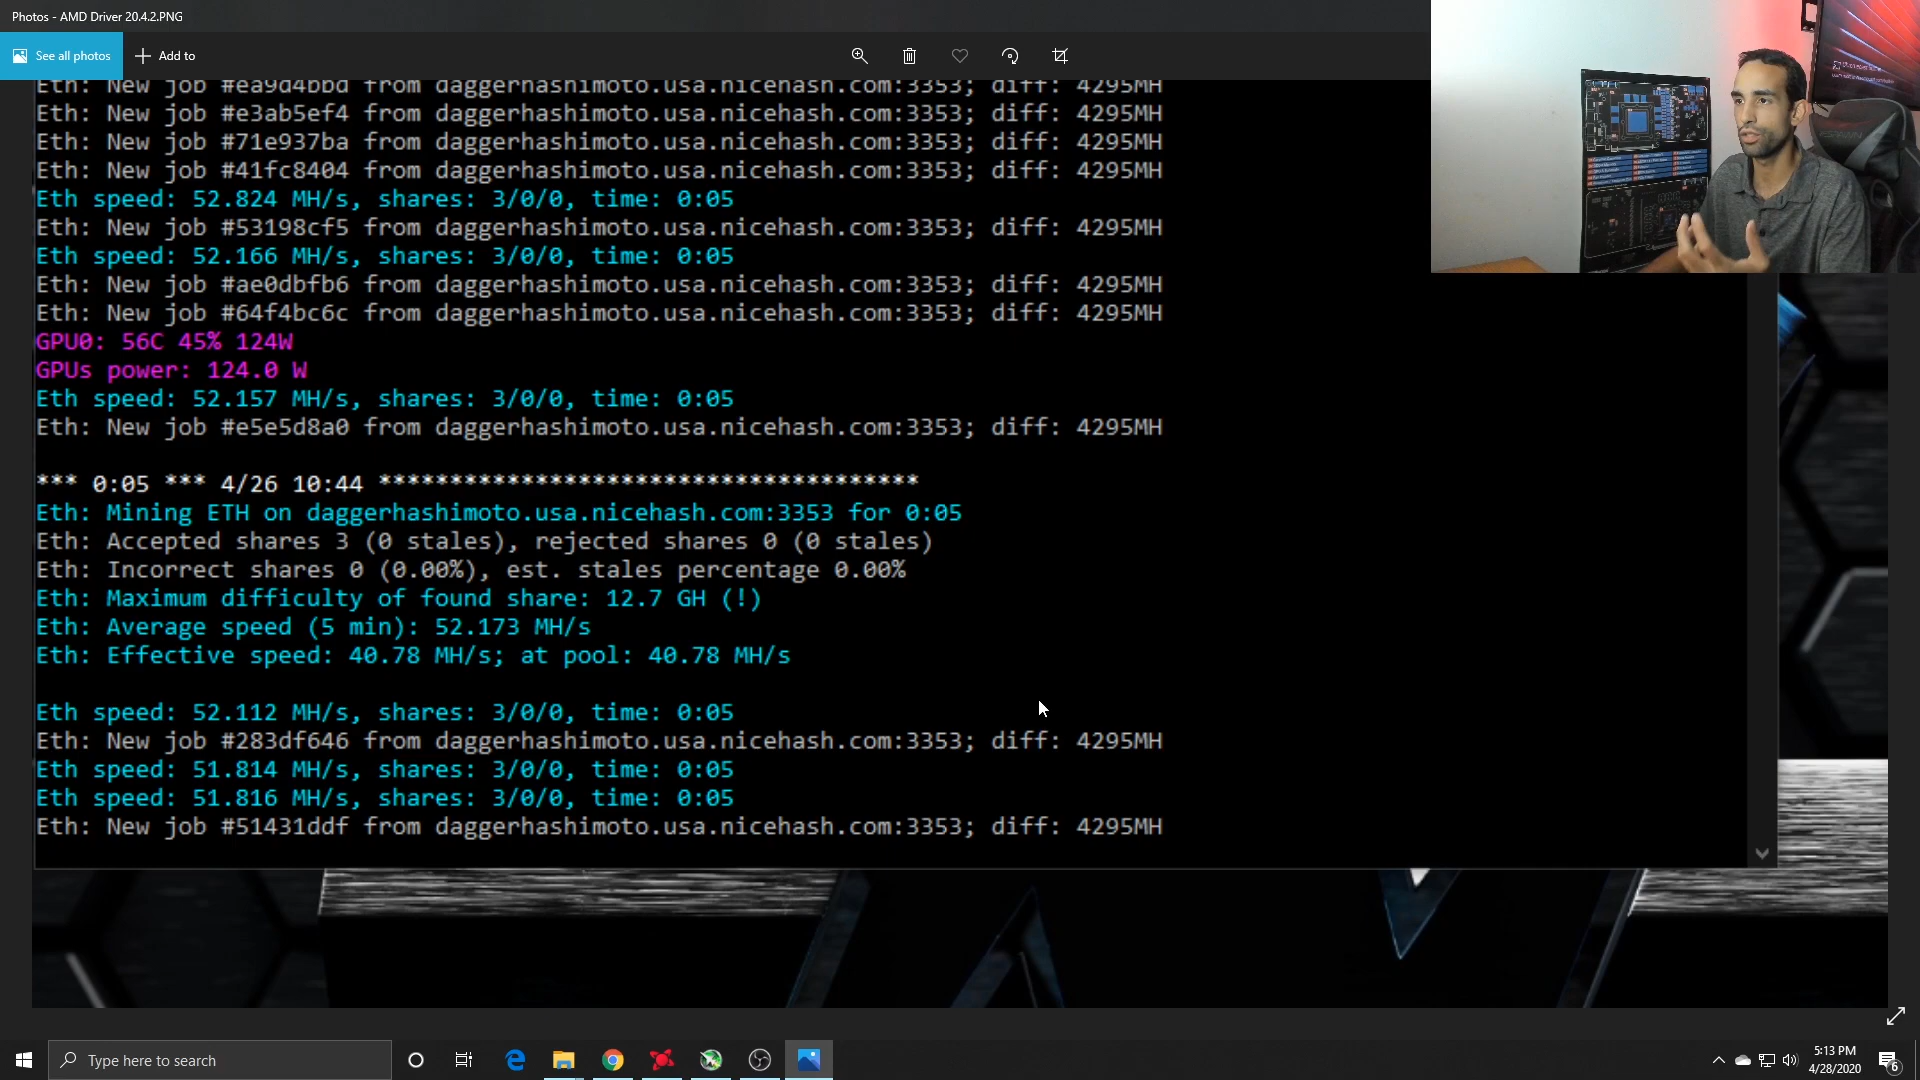 Photos - AMD Driver 20.4.2.PNG
See all photos
Add to
Eth: New job #ea9d4bbd from daggerhashimoto.usa.nicehash.com:3353; diff: 4295MH
Eth: New job #e3ab5ef4 from daggerhashimoto.usa.nicehash.com:3353; diff: 4295MH
Eth: New job #71e937ba from daggerhashimoto.usa.nicehash.com:3353; diff: 4295MH
Eth: New job #41fc8404 from daggerhashimoto.usa.nicehash.com:3353; diff: 4295MH
Eth speed: 52.824 MH/s, shares: 3/0/0, time: 0:05
Eth: New job #53198cf5 from daggerhashimoto.usa.nicehash.com:3353; diff: 4295MH
Eth speed: 52.166 MH/s, shares: 3/0/0, time: 0:05
Eth: New job #ae0dbfb6 from daggerhashimoto.usa.nicehash.com:3353; diff: 4295MH
Eth: New job #64f4bc6c from daggerhashimoto.usa.nicehash.com:3353; diff: 4295MH
GPU0: 56C 45% 124W
GPUs power: 124.0 W
Eth speed: 52.157 MH/s, shares: 3/0/0, time: 0:05
Eth: New job #e5e5d8a0 from daggerhashimoto.usa.nicehash.com:3353; diff: 4295MH
*** 0:05 *** 4/26 10:44 **************************************
Eth: Mining ETH on daggerhashimoto.usa.nicehash.com:3353 for 0:05
Eth: Accepted shares 3 (0 stales), rejected shares 0 (0 stales)
Eth: Incorrect shares 0 (0.00%), est. stales percentage 0.00%
Eth: Maximum difficulty of found share: 12.7 GH (!)
Eth: Average speed (5 min): 52.173 MH/s
Eth: Effective speed: 40.78 MH/s; at pool: 40.78 MH/s
Eth speed: 52.112 MH/s, shares: 3/0/0, time: 0:05
Eth: New job #283df646 from daggerhashimoto.usa.nicehash.com:3353; diff: 4295MH
Eth speed: 51.814 MH/s, shares: 3/0/0, time: 0:05
Eth speed: 51.816 MH/s, shares: 3/0/0, time: 0:05
Eth: New job #51431ddf from daggerhashimoto.usa.nicehash.com:3353; diff: 4295MH
Type here to search
5:13 PM
4/28/2020
6